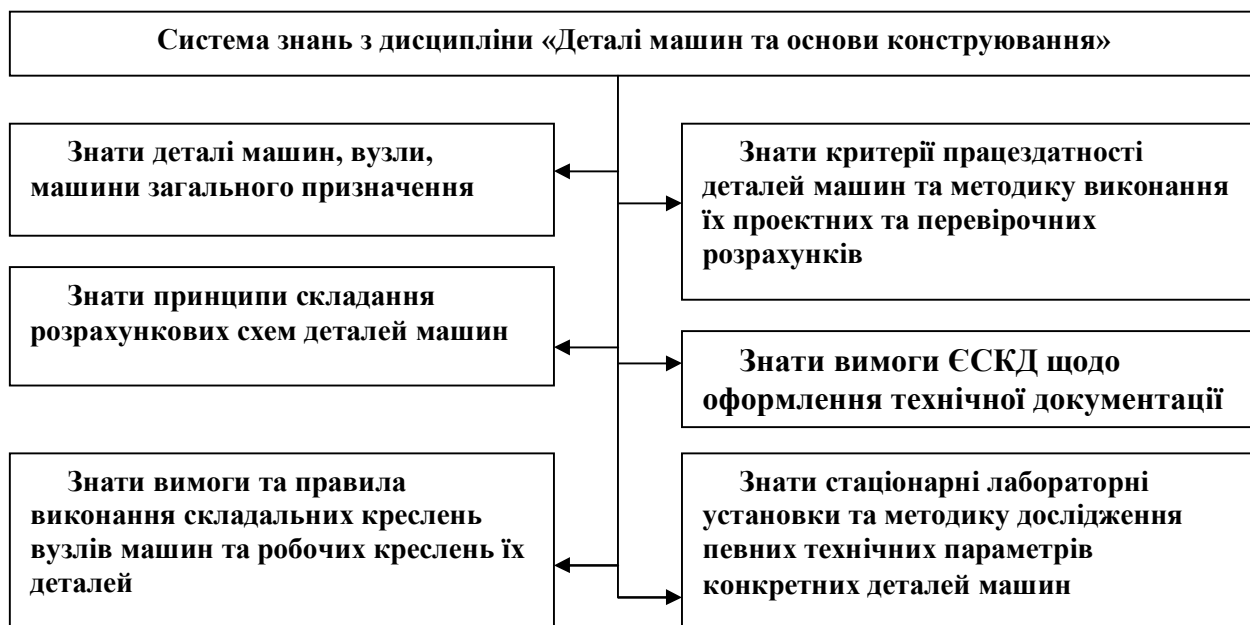 Система знань з дисципліни «Деталі машин та основи конструювання»
Знати деталі машин, вузли,
машини загального призначення
Знати критерії працездатності
деталей машин та методику виконання
їх проектних та перевірочних
розрахунків
Знати принципи складання
розрахункових схем деталей машин
Знати вимоги ЄСКД щодо
оформлення технічної документації
Знати вимоги та правила
виконання складальних креслень
вузлів машин та робочих креслень їх
деталей
Знати стаціонарні лабораторні
установки та методику дослідження
певних технічних параметрів
конкретних деталей машин